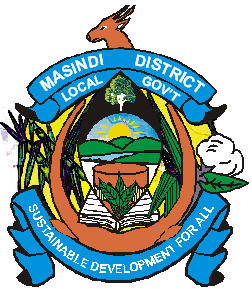 MASINDI DISTRICT
LOCAL GOV'T
SUSTAINABLE DEVELOPMENT FOR ALL